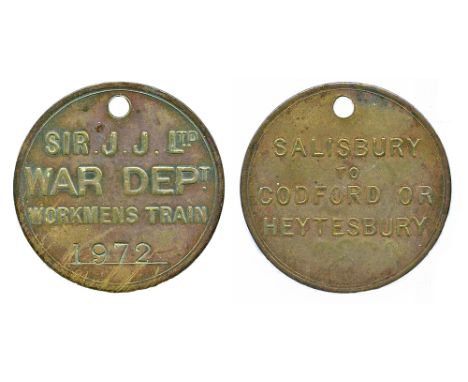 SIR. J. J. LTD
WAR DEPT
WORKMENS TRAIN
1972
SALISBURY
TO
CODFORD OR
HEYTESBURY